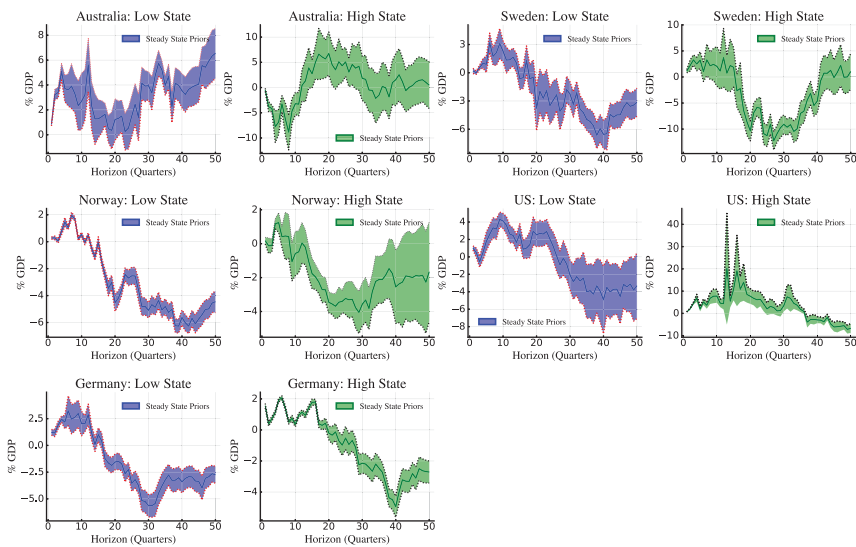 Australia: Low State
% GDP
8
6
4
2
0
Steady State Priors
0 10 20 30 40 50
Horizon (Quarters)
Australia: High State
% GDP
10
5
0
−5
−10
Steady State Priors
0 10 20 30 40 50
Horizon (Quarters)
Sweden: Low State
% GDP
3
0
−3
−6
Steady State Priors
0 10 20 30 40 50
Horizon (Quarters)
Sweden: High State
% GDP
10
5
0
−5
−10
Steady State Priors
0 10 20 30 40 50
Horizon (Quarters)
Norway: Low State
% GDP
2
0
−2
−4
−6
Steady State Priors
0 10 20 30 40 50
Horizon (Quarters)
Norway: High State
% GDP
2
0
−2
−4
Steady State Priors
0 10 20 30 40 50
Horizon (Quarters)
US: Low State
% GDP
4
2
0
−2
−4
−6
−8
Steady State Priors
0 10 20 30 40 50
Horizon (Quarters)
US: High State
% GDP
40
30
20
10
0
Steady State Priors
0 10 20 30 40 50
Horizon (Quarters)
Germany: Low State
% GDP
2.5
0.0
−2.5
−5.0
Steady State Priors
0 10 20 30 40 50
Horizon (Quarters)
Germany: High State
% GDP
2
0
−2
−4
Steady State Priors
0 10 20 30 40 50
Horizon (Quarters)